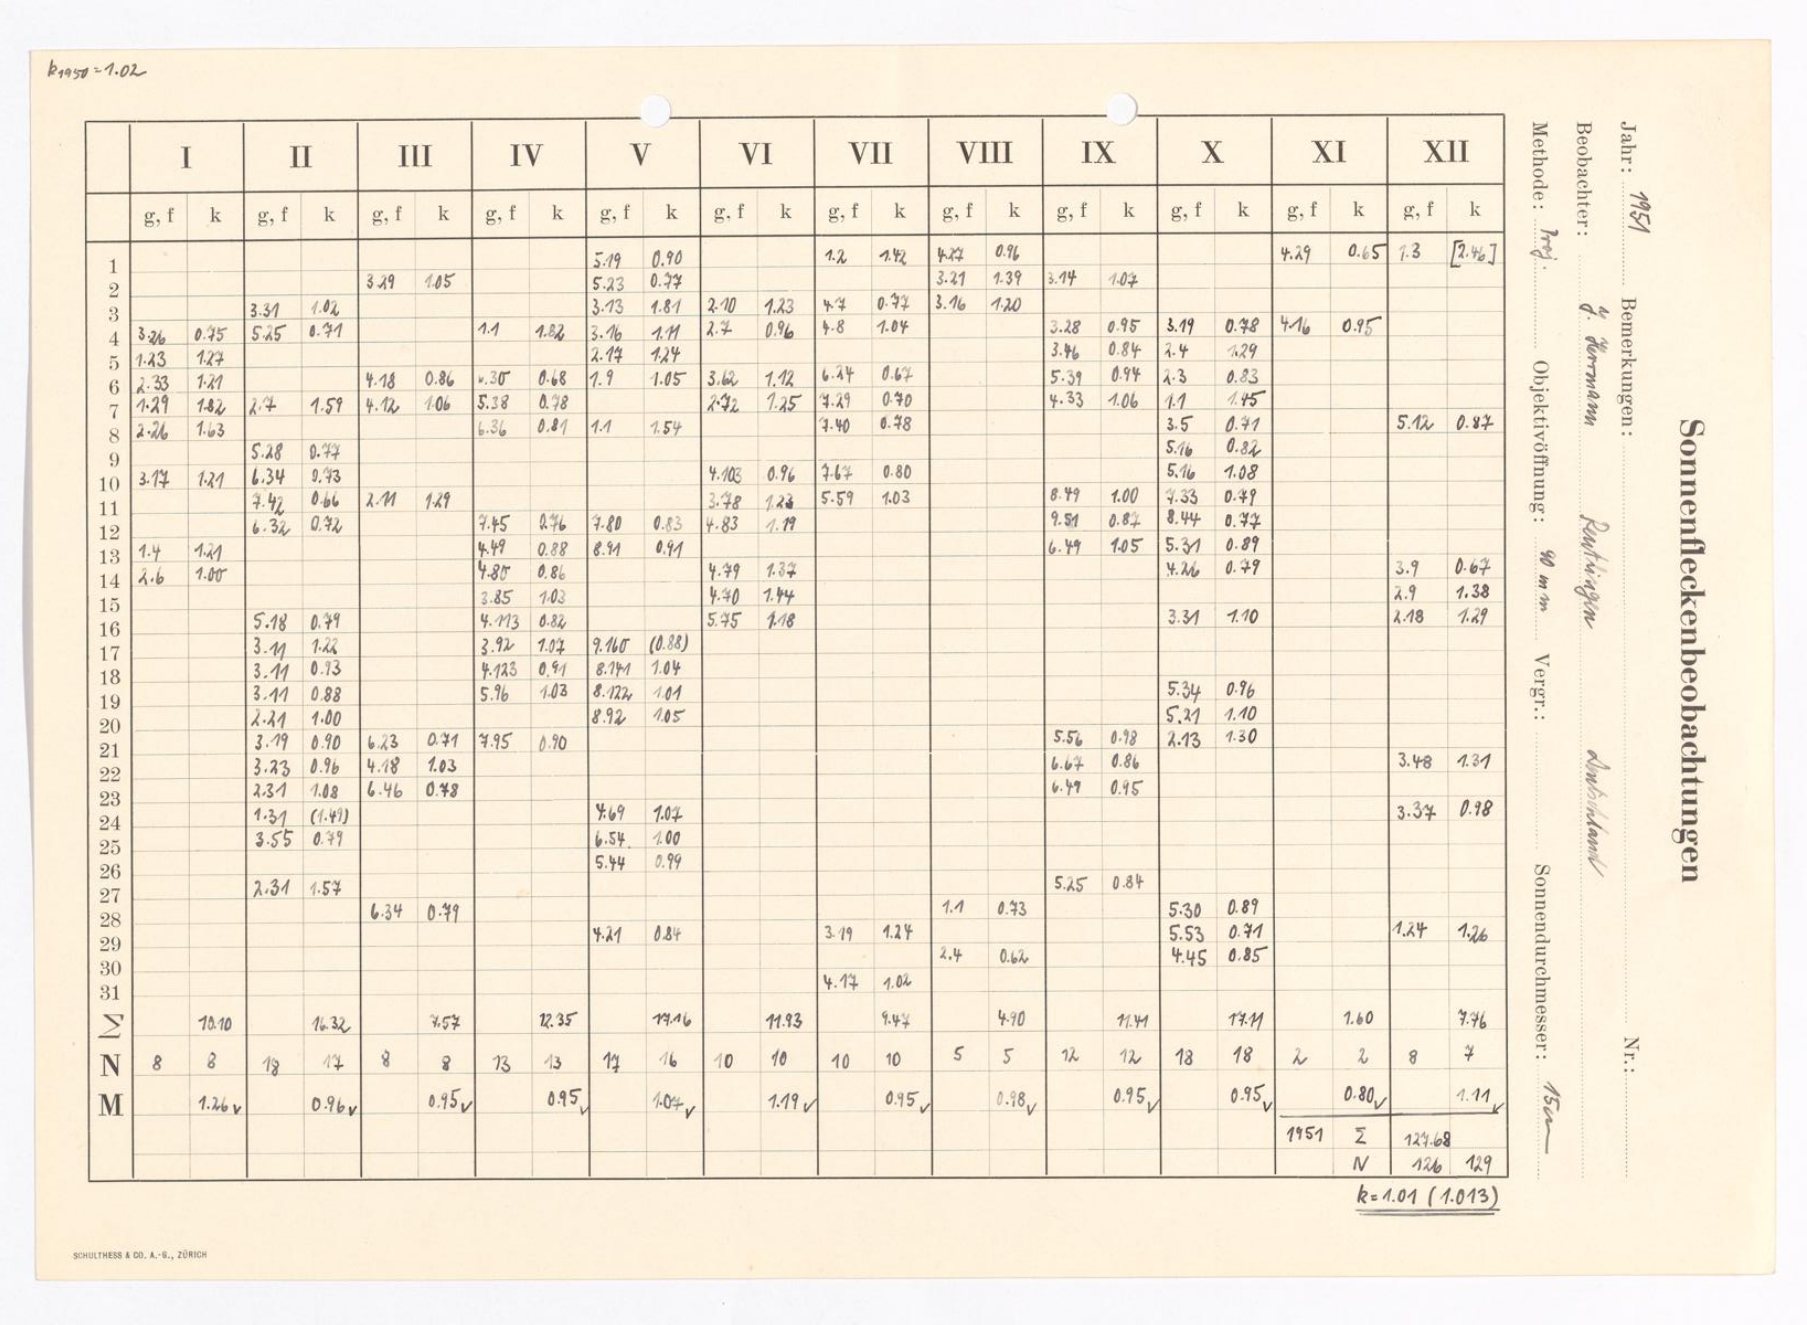 k1950=1.02
I II III IV V VI VII VIII IX X XI XII
g, f k g, f k g, f k g, f k g, f k g, f k g, f k g, f k g, f k g, f k g, f k g, f k
1 5.19 0.90 1.2 1.42 4.27 0.96 4.29 0.65 1.3 [2.46]
2 3.29 1.05 5.23 0.77 3.21 1.39 3.14 1.07
3 3.31 1.02 3.13 1.81 2.10 1.23 4.7 0.77 3.16 1.20
4 3.26 0.75 5.25 0.71 1.1 1.82 3.16 1.11 2.7 0.96 4.8 1.04 3.28 0.95 3.19 0.78 4.16 0.95
5 1.23 1.27 2.17 1.24 3.46 0.84 2.4 1.29
6 2.33 1.21 4.18 0.86 6.30 0.68 1.9 1.05 3.62 1.12 6.24 0.67 5.39 0.94 2.3 0.83
7 1.29 1.82 2.7 1.59 4.12 1.06 5.38 0.78 2.72 1.25 7.29 0.70 4.33 1.06 1.1 1.45
8 2.26 1.63 6.36 0.81 1.1 1.54 7.40 0.78 3.5 0.71 5.12 0.87
9 5.28 0.77 5.16 0.82
10 3.17 1.21 6.34 0.73 4.103 0.96 7.67 0.80 5.16 1.08
11 7.42 0.66 2.11 1.29 3.78 1.23 5.59 1.03 8.49 1.00 7.33 0.79
12 6.32 0.72 7.45 0.76 7.80 0.83 4.83 1.19 9.51 0.87 8.44 0.77
13 1.4 1.21 4.49 0.88 8.91 0.91 6.49 1.05 5.31 0.89
14 2.6 1.00 4.80 0.86 4.79 1.37 4.26 0.79 3.9 0.67
15 3.85 1.03 4.70 1.44 2.9 1.38
16 5.18 0.79 4.113 0.82 5.75 1.18 3.31 1.10 2.18 1.29
17 3.11 1.22 3.92 1.07 9.160 (0.88)
18 3.11 0.93 4.123 0.91 8.141 1.04
19 3.11 0.88 5.96 1.03 8.122 1.01 5.34 0.96
20 2.21 1.00 8.92 1.05 5.21 1.10
21 3.19 0.90 6.23 0.71 7.95 0.90 5.56 0.98 2.13 1.30
22 3.23 0.96 4.18 1.03 6.67 0.86 3.48 1.31
23 2.31 1.08 6.46 0.78 6.49 0.95
24 1.31 (1.49) 4.69 1.07 3.37 0.98
25 3.55 0.79 6.54 1.00
26 5.44 0.99
27 2.31 1.57 5.25 0.84
28 6.34 0.79 1.1 0.73 5.30 0.89
29 4.21 0.84 3.19 1.24 5.53 0.71 1.24 1.26
30 2.4 0.62 4.45 0.85
31 4.17 1.02
Σ 10.10 16.32 7.57 12.35 17.16 11.93 9.47 4.90 11.41 17.11 1.60 7.76
N 8 8 18 17 8 8 13 13 17 16 10 10 10 10 5 5 12 12 18 18 2 2 8 7
M 1.26✓ 0.96✓ 0.95✓ 0.95✓ 1.07✓ 1.19✓ 0.95✓ 0.98✓ 0.95✓ 0.95✓ 0.80✓ 1.11✓
1951 Σ 127.68
N 126 129
k=1.01 (1.013)
SCHULTHESS & CO. A.-G., ZÜRICH
Sonnenfleckenbeobachtungen
Jahr: 1951 Bemerkungen: Nr.:
Beobachter: J. Hermann Reutlingen Deutschland
Methode: Proj. Objektivöffnung: 90 mm Vergr.: Sonnendurchmesser: 15cm